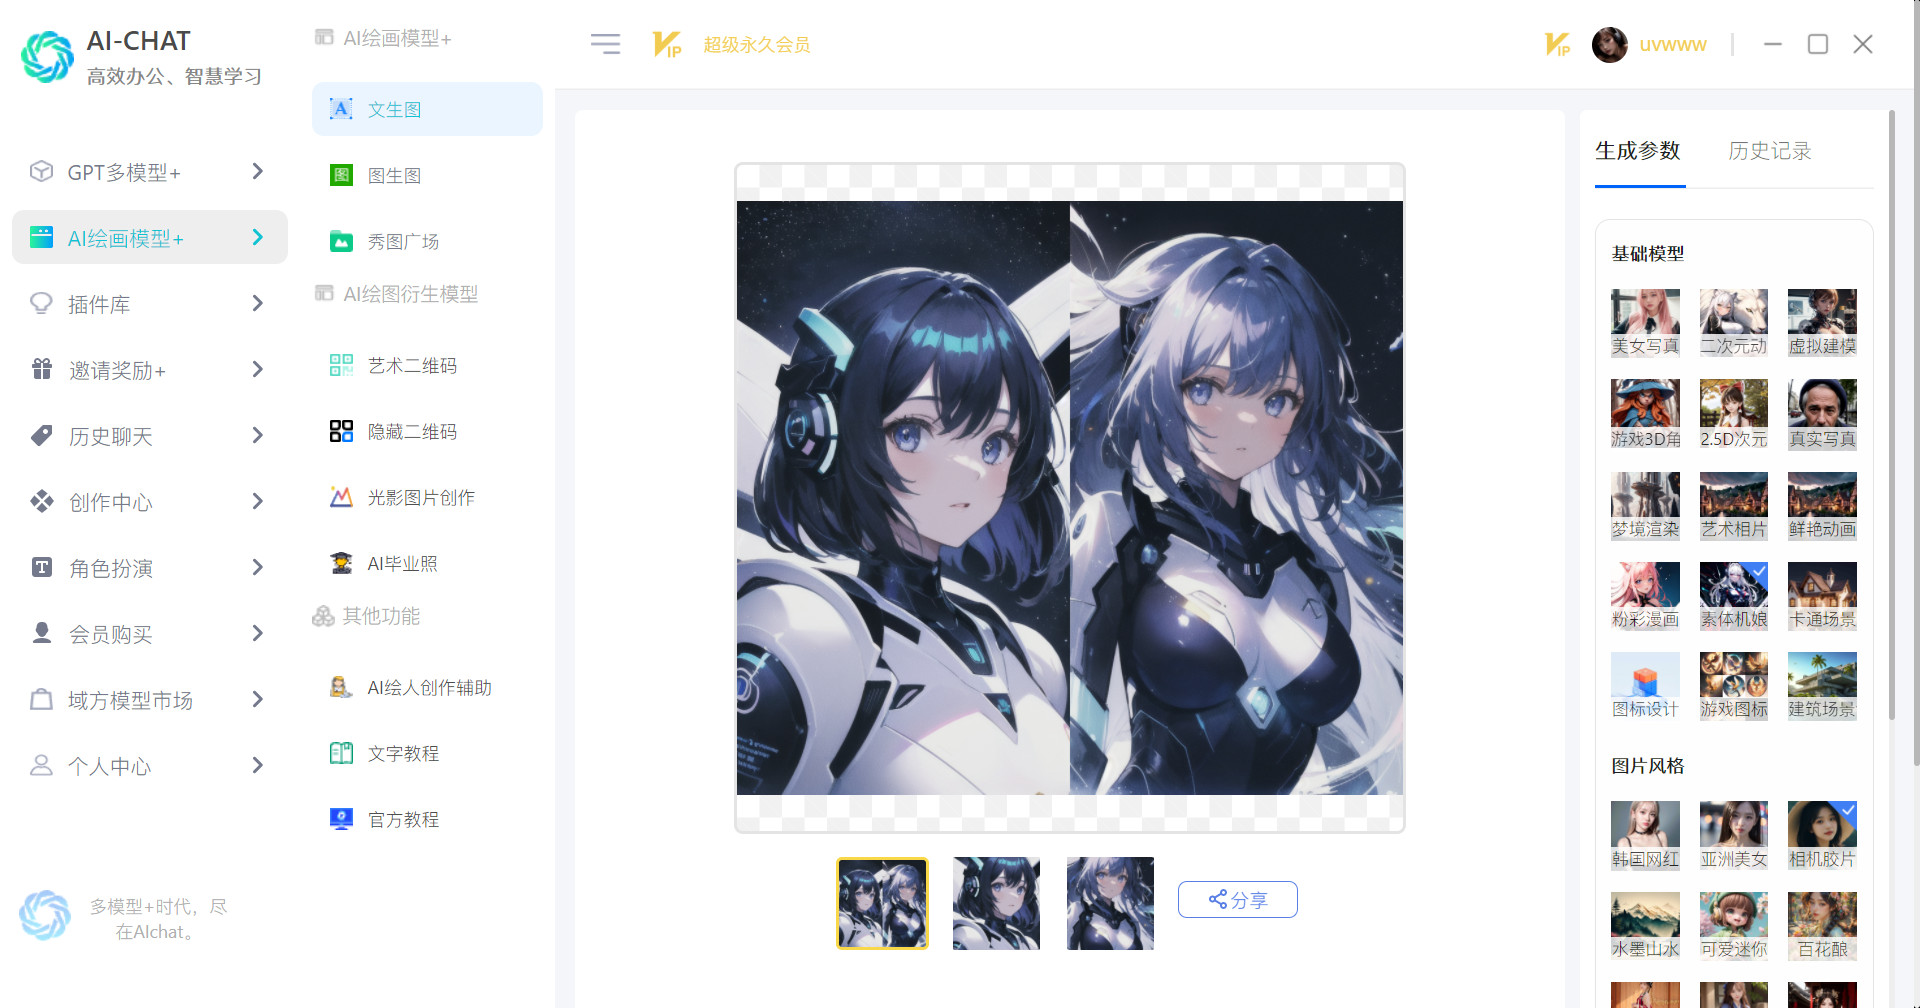 AI-CHAT
高效办公、智慧学习
GPT多模型+
AI绘画模型+
插件库
邀请奖励+
历史聊天
创作中心
角色扮演
会员购买
域方模型市场
个人中心
多模型+时代，尽
在AIchat。
AI绘画模型+
文生图
图
图生图
秀图广场
AI绘图衍生模型
艺术二维码
隐藏二维码
光影图片创作
AI毕业照
其他功能
AI绘人创作辅助
文字教程
官方教程
VIP
超级永久会员
VIP
uvwww
分享
生成参数
历史记录
基础模型
美女写真
二次元动
虚拟建模
游戏3D角
2.5D次元
真实写真
梦境渲染
艺术相片
鲜艳动画
粉彩漫画
素体机娘
卡通场景
图标设计
游戏图标
建筑场景
图片风格
韩国网红
亚洲美女
相机胶片
水墨山水
可爱迷你
百花酿